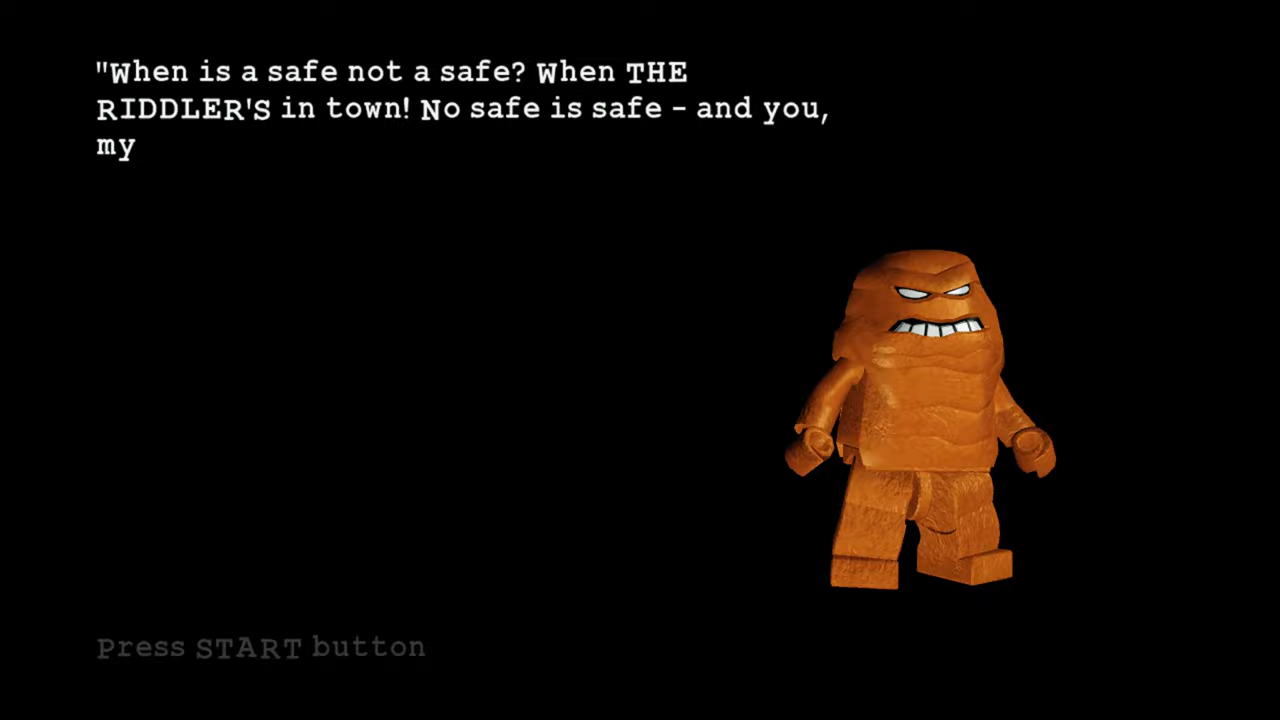 "When is a safe not a safe? When THE
RIDDLER'S in town! No safe is safe - and you,
my
Press START button